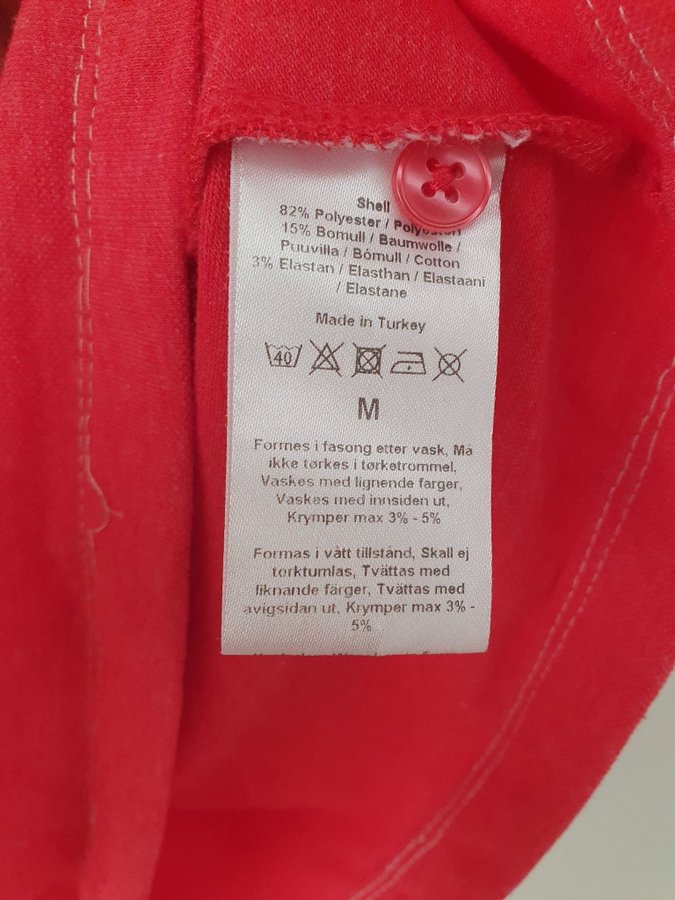 Shell
82% Polyester /
15% Bomull / Baumwolle /
Puuvilla / Bómull / Cotton
3% Elastan / Elasthan / Elastaani
/ Elastane
Made in Turkey
40
M
Formes i fasong etter vask, Må
ikke tørkes i tørketrommel,
Vaskes med lignende farger,
Vaskes med innsiden ut,
Krymper max 3% - 5%
Formas i vått tillstånd, Skall ej
torktumlas, Tvättas med
liknande färger, Tvättas med
avigsidan ut, Krymper max 3% -
5%